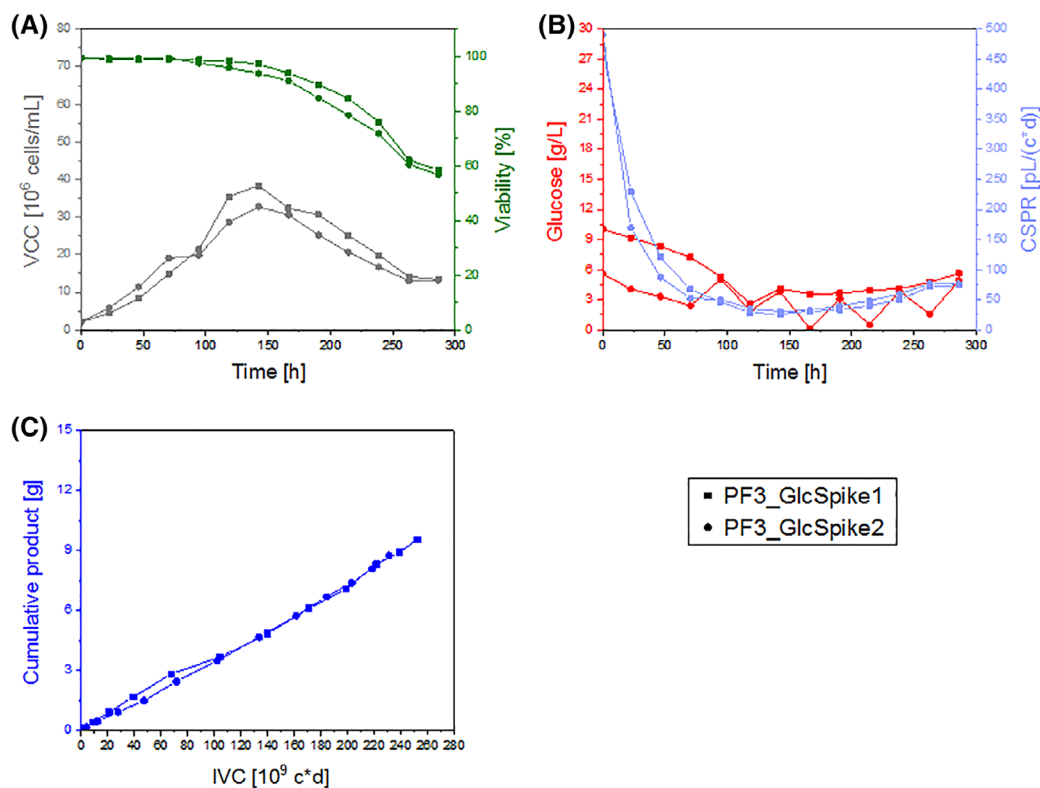 (A)
80
70
60
50
40
30
20
10
0
VCC [10⁶ cells/mL]
0 50 100 150 200 250 300
Time [h]
100
80
60
40
20
0
Viability [%]
(B)
30
27
24
21
18
15
12
9
6
3
0
Glucose [g/L]
0 50 100 150 200 250 300
Time [h]
500
450
400
350
300
250
200
150
100
50
0
CSPR [pL/(c*d)]
(C)
15
12
9
6
3
0
Cumulative product [g]
0 20 40 60 80 100 120 140 160 180 200 220 240 260 280
IVC [10⁹ c*d]
PF3_GlcSpike1
PF3_GlcSpike2